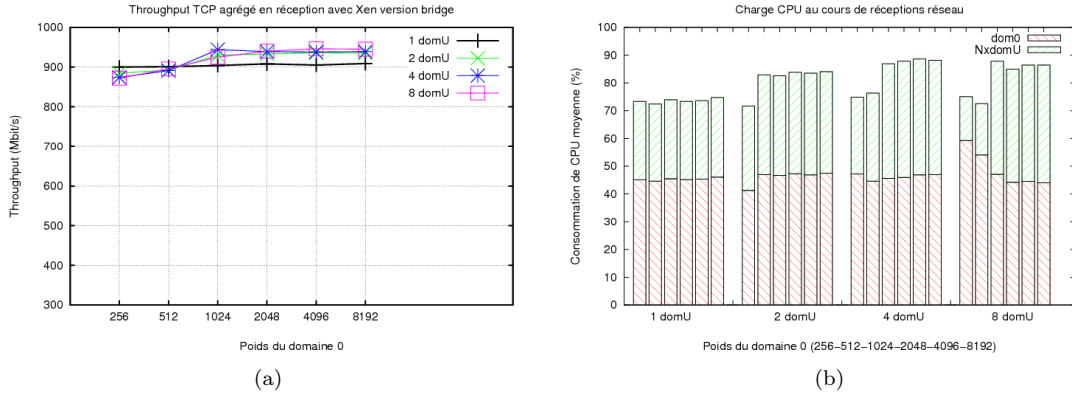 Throughput TCP agrégé en réception avec Xen version bridge
1000
900
800
700
600
500
400
300
Throughput (Mbit/s)
1 domU
2 domU
4 domU
8 domU
256 512 1024 2048 4096 8192
Poids du domaine 0
(a)
Charge CPU au cours de réceptions réseau
100
90
80
70
60
50
40
30
20
10
0
Consommation de CPU moyenne (%)
dom0
NxdomU
1 domU 2 domU 4 domU 8 domU
Poids du domaine 0 (256−512−1024−2048−4096−8192)
(b)